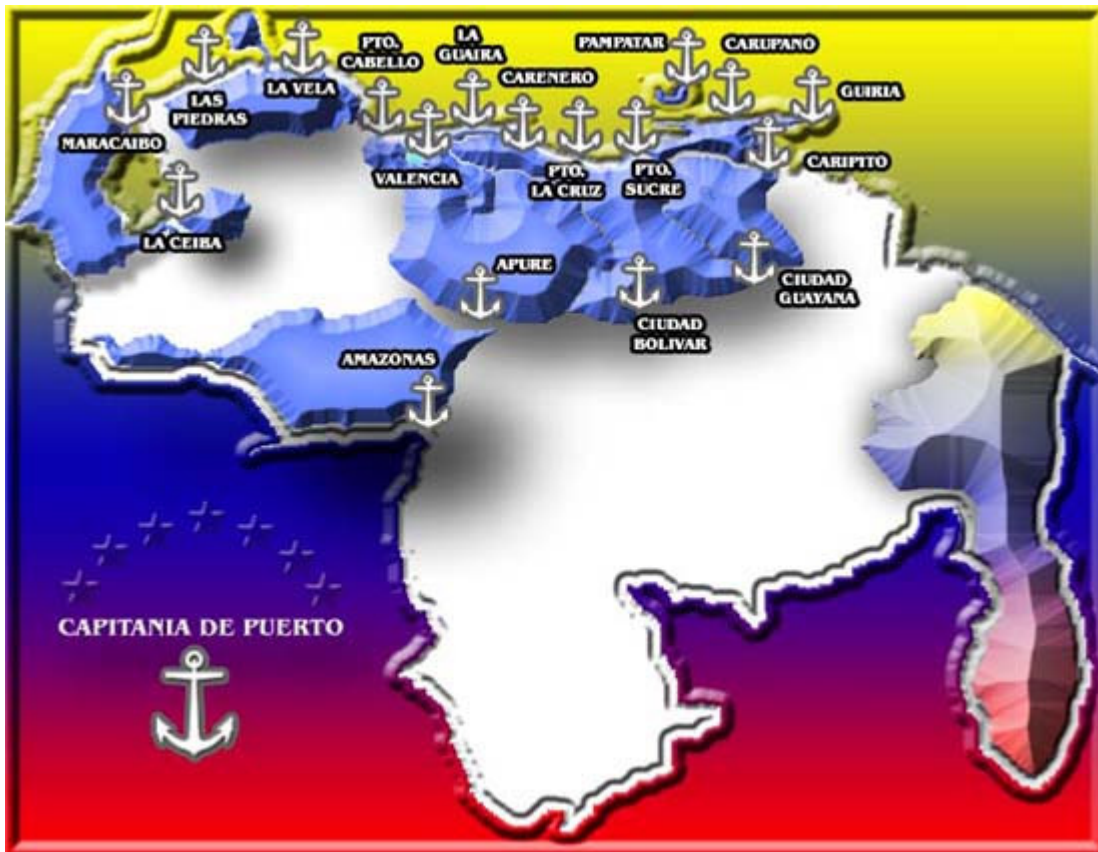 PAMPATAR
CARUPANO
PTO.
CABELLO
LA
GUAIRA
CARENERO
GUIRIA
LA VELA
LAS
PIEDRAS
MARACAIBO
VALENCIA
PTO.
LA CRUZ
PTO.
SUCRE
CARIPITO
LA CEIBA
APURE
CIUDAD
GUAYANA
CIUDAD
BOLIVAR
AMAZONAS
CAPITANIA DE PUERTO